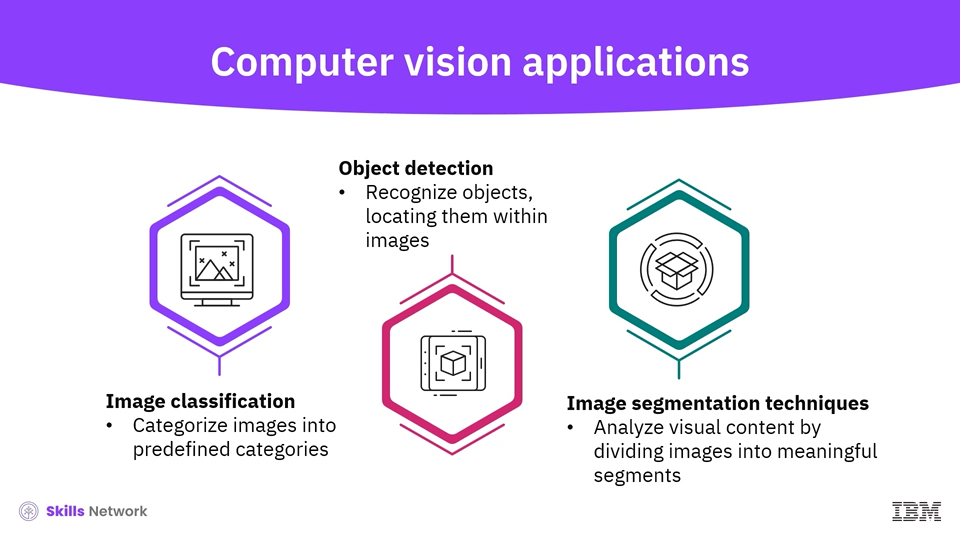 Computer vision applications
Object detection
• Recognize objects,
locating them within
images
Image classification
• Categorize images into
predefined categories
Image segmentation techniques
• Analyze visual content by
dividing images into meaningful
segments
Skills Network
IBM